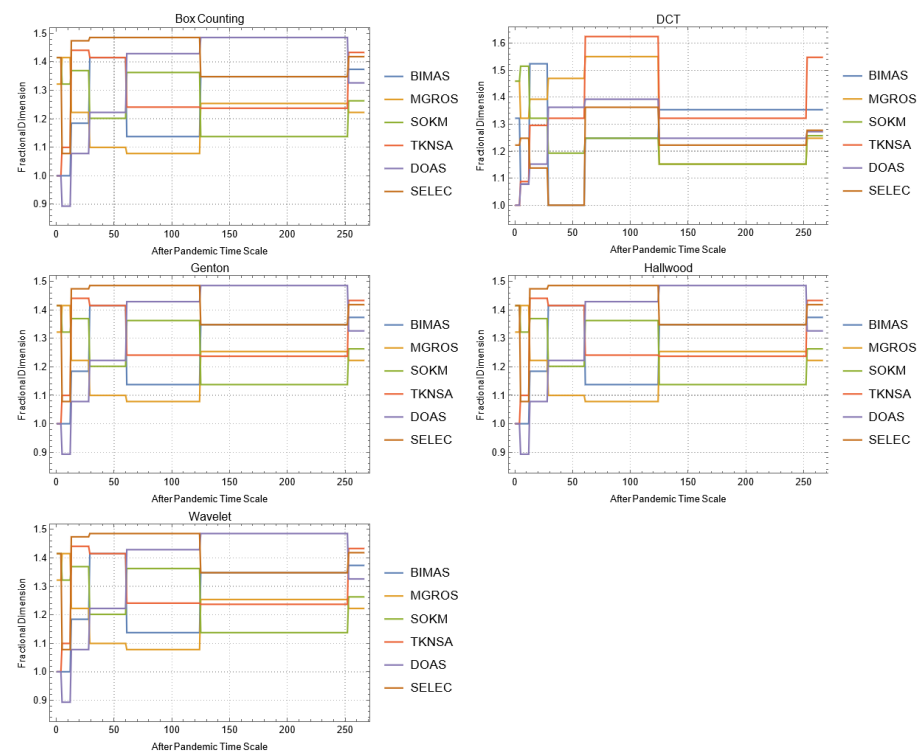 Box Counting
Fractional Dimension
1.5
1.4
1.3
1.2
1.1
1.0
0.9
0 50 100 150 200 250
After Pandemic Time Scale
BIMAS
MGROS
SOKM
TKNSA
DOAS
SELEC
DCT
Fractional Dimension
1.6
1.5
1.4
1.3
1.2
1.1
1.0
0 50 100 150 200 250
After Pandemic Time Scale
BIMAS
MGROS
SOKM
TKNSA
DOAS
SELEC
Genton
Fractional Dimension
1.5
1.4
1.3
1.2
1.1
1.0
0.9
0 50 100 150 200 250
After Pandemic Time Scale
BIMAS
MGROS
SOKM
TKNSA
DOAS
SELEC
Hallwood
Fractional Dimension
1.5
1.4
1.3
1.2
1.1
1.0
0.9
0 50 100 150 200 250
After Pandemic Time Scale
BIMAS
MGROS
SOKM
TKNSA
DOAS
SELEC
Wavelet
Fractional Dimension
1.5
1.4
1.3
1.2
1.1
1.0
0.9
0 50 100 150 200 250
After Pandemic Time Scale
BIMAS
MGROS
SOKM
TKNSA
DOAS
SELEC